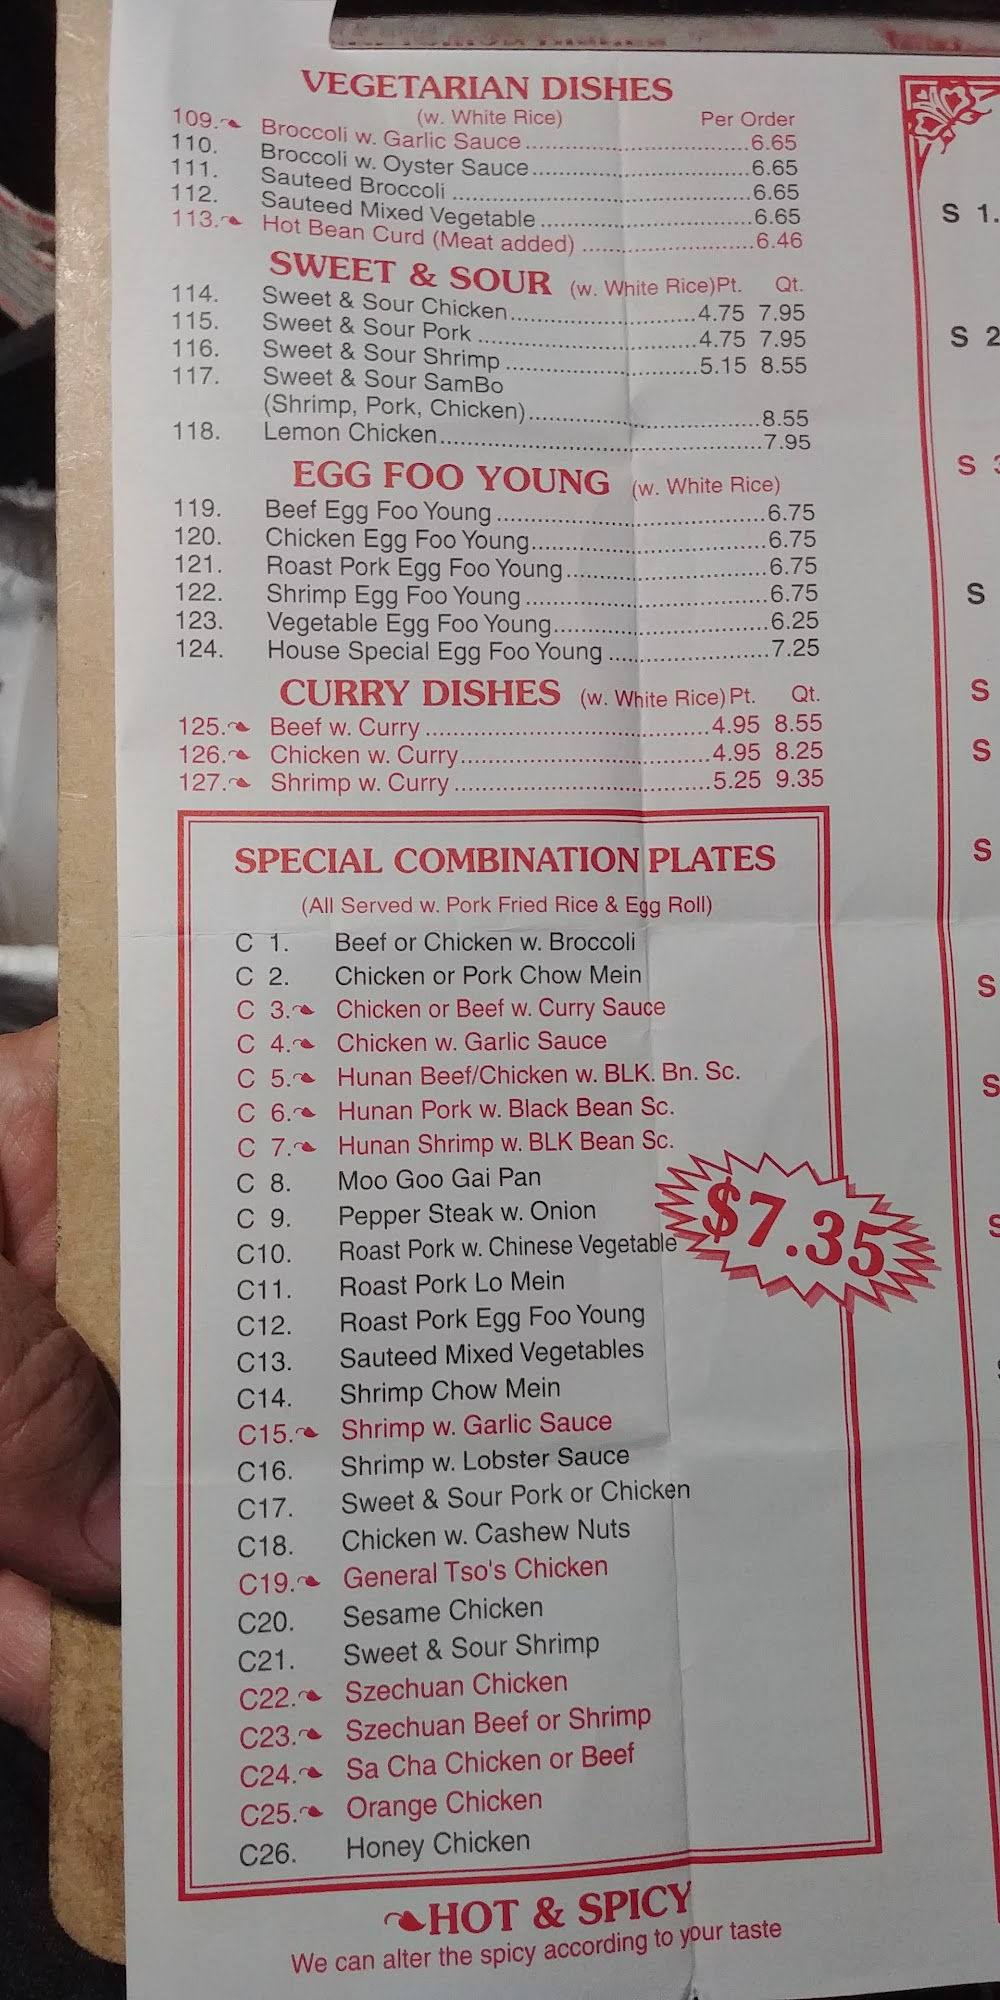 VEGETARIAN DISHES
(w. White Rice) Per Order
109. Broccoli w. Garlic Sauce 6.65
110. Broccoli w. Oyster Sauce 6.65
111. Sauteed Broccoli 6.65
112. Sauteed Mixed Vegetable 6.65
113. Hot Bean Curd (Meat added) 6.46
SWEET & SOUR (w. White Rice) Pt. Qt.
114. Sweet & Sour Chicken 4.75 7.95
115. Sweet & Sour Pork 4.75 7.95
116. Sweet & Sour Shrimp 5.15 8.55
117. Sweet & Sour SamBo
(Shrimp, Pork, Chicken) 8.55
118. Lemon Chicken 7.95
EGG FOO YOUNG (w. White Rice)
119. Beef Egg Foo Young 6.75
120. Chicken Egg Foo Young 6.75
121. Roast Pork Egg Foo Young 6.75
122. Shrimp Egg Foo Young 6.75
123. Vegetable Egg Foo Young 6.25
124. House Special Egg Foo Young 7.25
CURRY DISHES (w. White Rice) Pt. Qt.
125. Beef w. Curry 4.95 8.55
126. Chicken w. Curry 4.95 8.25
127. Shrimp w. Curry 5.25 9.35
SPECIAL COMBINATION PLATES
(All Served w. Pork Fried Rice & Egg Roll)
C 1. Beef or Chicken w. Broccoli
C 2. Chicken or Pork Chow Mein
C 3. Chicken or Beef w. Curry Sauce
C 4. Chicken w. Garlic Sauce
C 5. Hunan Beef/Chicken w. BLK. Bn. Sc.
C 6. Hunan Pork w. Black Bean Sc.
C 7. Hunan Shrimp w. BLK Bean Sc.
C 8. Moo Goo Gai Pan
C 9. Pepper Steak w. Onion
$7.35
C10. Roast Pork w. Chinese Vegetable
C11. Roast Pork Lo Mein
C12. Roast Pork Egg Foo Young
C13. Sauteed Mixed Vegetables
C14. Shrimp Chow Mein
C15. Shrimp w. Garlic Sauce
C16. Shrimp w. Lobster Sauce
C17. Sweet & Sour Pork or Chicken
C18. Chicken w. Cashew Nuts
C19. General Tso's Chicken
C20. Sesame Chicken
C21. Sweet & Sour Shrimp
C22. Szechuan Chicken
C23. Szechuan Beef or Shrimp
C24. Sa Cha Chicken or Beef
C25. Orange Chicken
C26. Honey Chicken
HOT & SPICY
We can alter the spicy according to your taste
S 1.
S 2
S
S
S
S
S
S
S